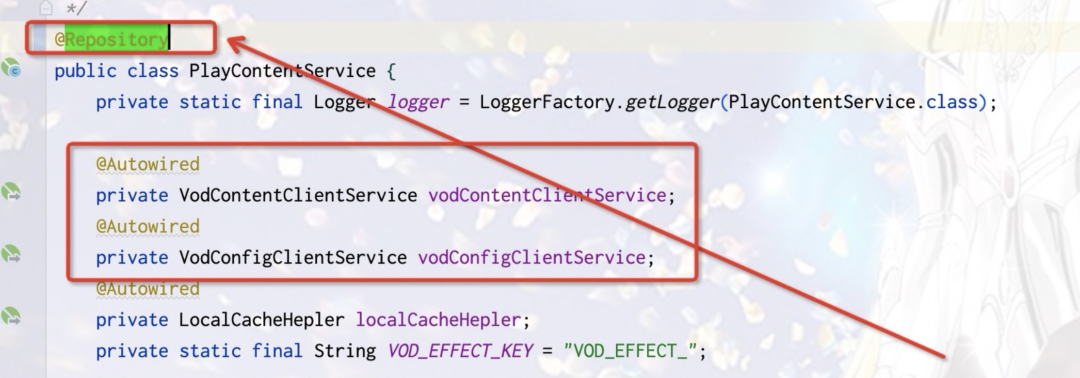 */
@Repository
public class PlayContentService {
private static final Logger logger = LoggerFactory.getLogger(PlayContentService.class);
@Autowired
private VodContentClientService vodContentClientService;
@Autowired
private VodConfigClientService vodConfigClientService;
@Autowired
private LocalCacheHepler localCacheHepler;
private static final String VOD_EFFECT_KEY = "VOD_EFFECT_";